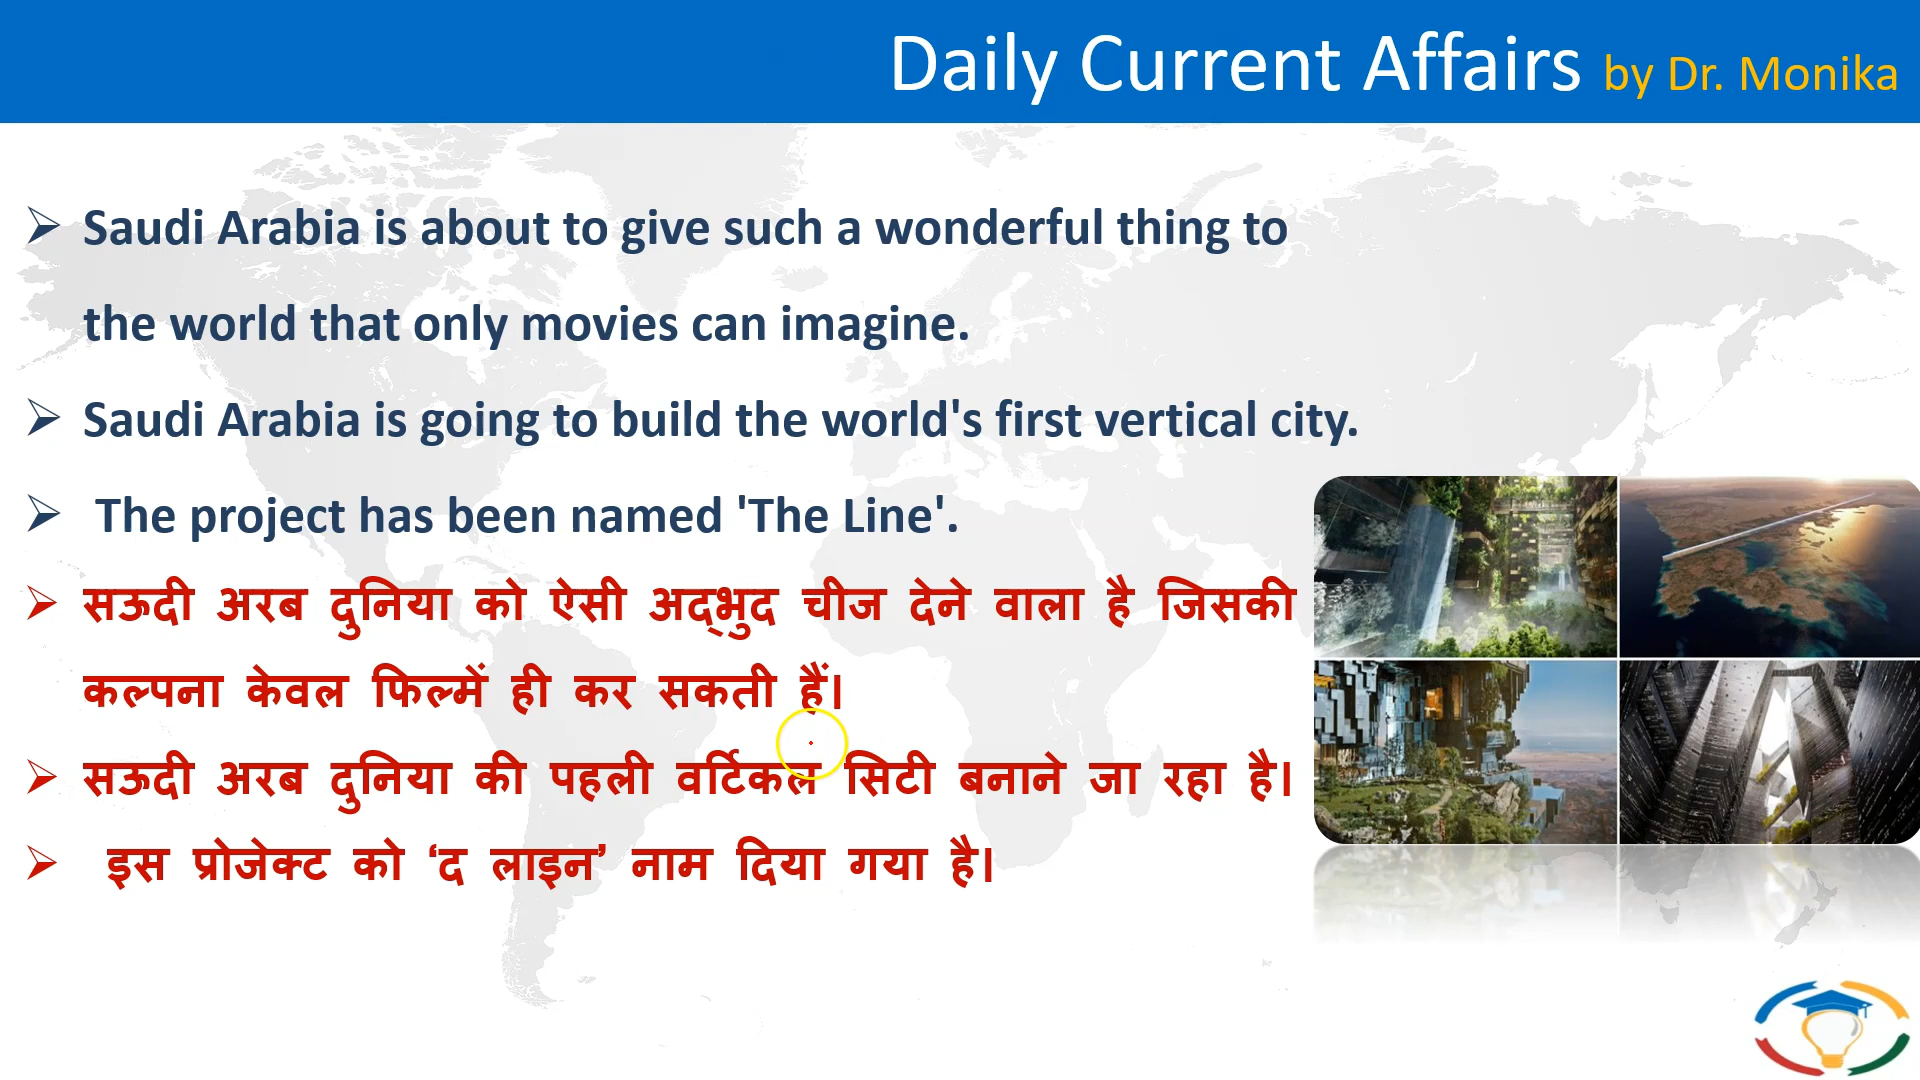 Daily Current Affairs by Dr. Monika
➢ Saudi Arabia is about to give such a wonderful thing to
the world that only movies can imagine.
➢ Saudi Arabia is going to build the world's first vertical city.
➢ The project has been named 'The Line'.
➢ सऊदी अरब दुनिया को ऐसी अद्‌भुद चीज देने वाला है जिसकी
कल्पना केवल फिल्में ही कर सकती हैं।
➢ सऊदी अरब दुनिया की पहली वर्टिकल सिटी बनाने जा रहा है।
➢ इस प्रोजेक्ट को ‘द लाइन’ नाम दिया गया है।